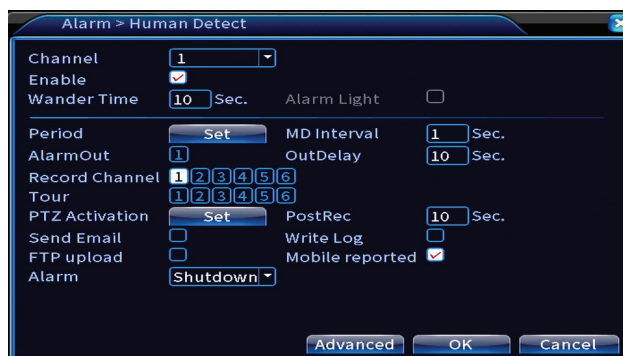 Alarm > Human Detect
Channel 1
Enable
Wander Time 10 Sec. Alarm Light
Period Set MD Interval 1 Sec.
AlarmOut 1 OutDelay 10 Sec.
Record Channel 1 2 3 4 5 6
Tour 1 2 3 4 5 6
PTZ Activation Set PostRec 10 Sec.
Send Email Write Log
FTP upload Mobile reported
Alarm Shutdown
Advanced OK Cancel